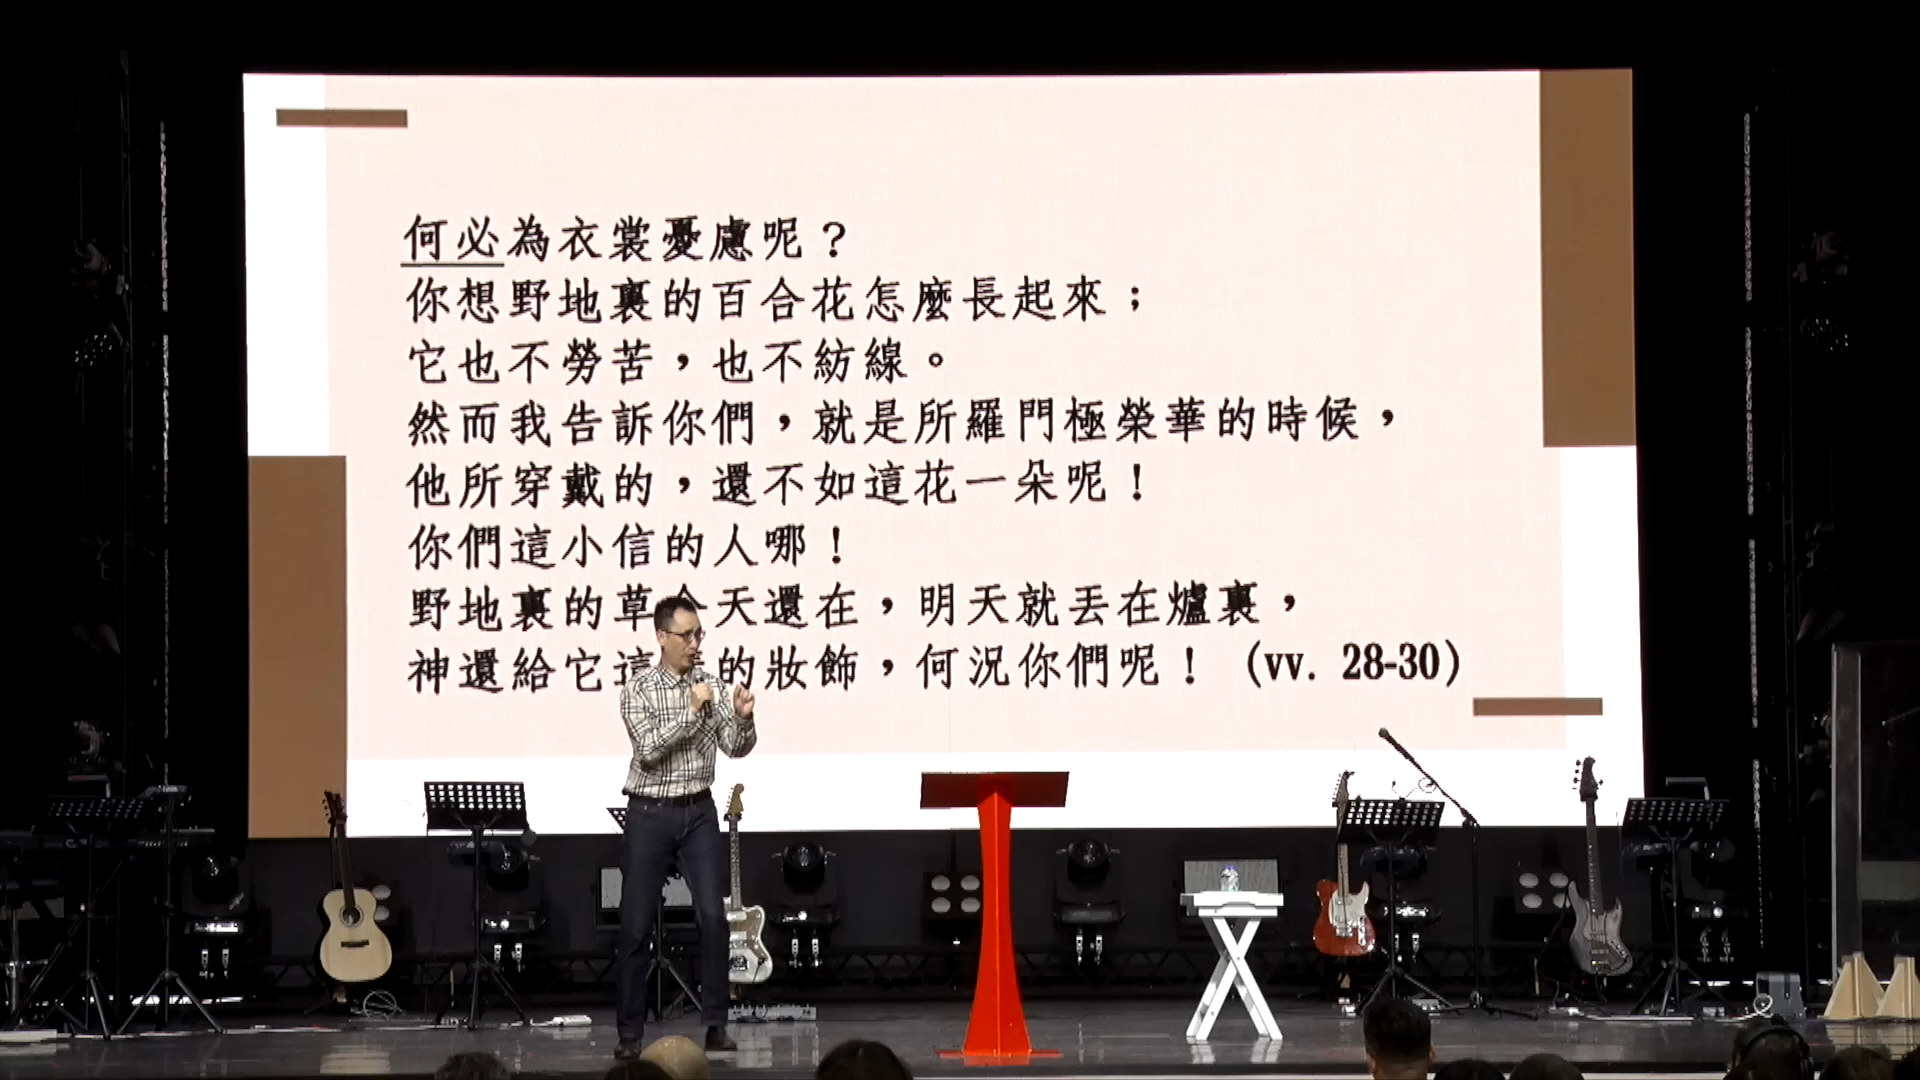 何必為衣裳憂慮呢？
你想野地裏的百合花怎麼長起來；
它也不勞苦，也不紡線。
然而我告訴你們，就是所羅門極榮華的時候，
他所穿戴的，還不如這花一朵呢！
你們這小信的人哪！
野地裏的草今天還在，明天就丟在爐裏，
神還給它這的妝飾，何況你們呢！（vv. 28-30）